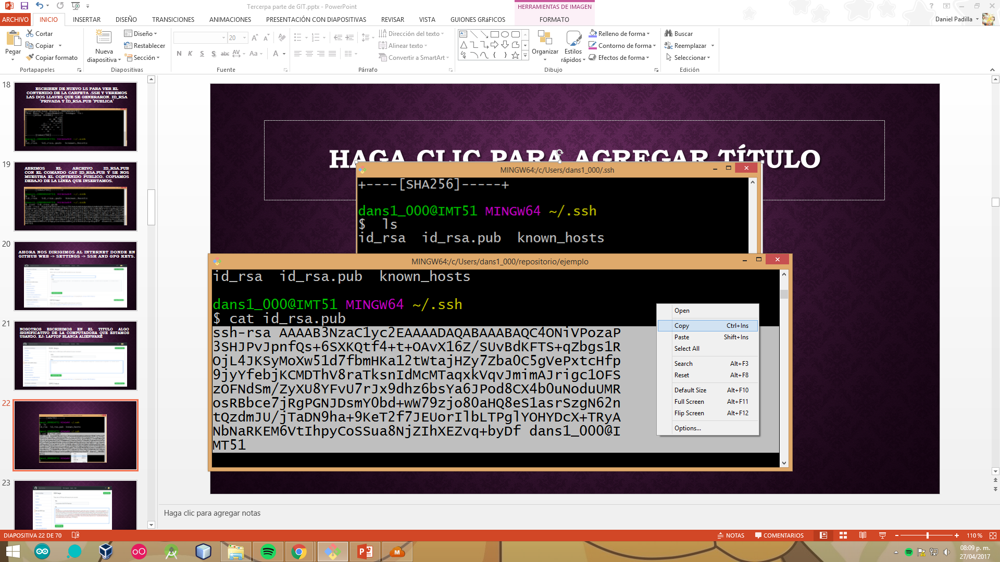 Tercerpa parte de GIT.pptx - PowerPoint
HERRAMIENTAS DE IMAGEN
ARCHIVO INICIO INSERTAR DISEÑO TRANSICIONES ANIMACIONES PRESENTACIÓN CON DIAPOSITIVAS REVISAR VISTA GUIONES GRáFICOS FORMATO
Daniel Padilla
Pegar
Cortar
Copiar
Copiar formato
Portapapeles
Nueva
diapositiva
Diseño
Restablecer
Sección
Diapositivas
20
N K S S abc AV Aa A
Fuente
Dirección del texto
Alinear texto
Convertir a SmartArt
Párrafo
Organizar
Estilos
rápidos
Relleno de forma
Contorno de forma
Efectos de forma
Dibujo
Buscar
Reemplazar
Seleccionar
Edición
18
ESCRIBEN DE NUEVO LS PARA VER EL
CONTENIDO DE LA CARPETA .SSH Y VEREMOS
LAS DOS LLAVES QUE SE GENERARON. ID_RSA
"PRIVADA Y ID_RSA.PUB "PUBLICA"
19
ABRIMOS EL ARCHIVO ID_RSA.PUB
CON EL COMANDO CAT ID_RSA.PUB Y SE NOS
MUESTRA EL CONTENIDO PUBLICO. COPIAMOS
DEBAJO DE LA LINEA QUE INSERTAMOS.
20
AHORA NOS DIRIGIMOS AL INTERNET DONDE EN
GITHUB WEB -> SETTINGS -> SSH AND GPG KEYS.
21
NOSOTROS ESCRIBIMOS EN EL TITULO ALGO
SIGNIFICATIVO DE LA COMPUTADORA QUE ESTAMOS
USANDO. EJ: LAPTOP BLANCA ALIENWARE
22
23
HAGA CLIC PARA AGREGAR TÍTULO
MINGW64:/c/Users/dans1_000/.ssh
+----[SHA256]-----+
dans1_000@IMT51 MINGW64 ~/.ssh
$ ls
id_rsa id_rsa.pub known_hosts
MINGW64:/c/Users/dans1_000/repositorio/ejemplo
id_rsa id_rsa.pub known_hosts
dans1_000@IMT51 MINGW64 ~/.ssh
$ cat id_rsa.pub
ssh-rsa AAAAB3NzaC1yc2EAAAADAQABAAABAQC4ONiVPozaP
3SHJPvJpnfQs+6SXKQtf4+t+OAvX16Z/SUvBdKFTS+qZbgs1R
OjL4JKSyMoXw51d7fbmHKa12tWtajHZy7Zba0C5gVePxtcHfp
9jyYfebjKCMDThV8raTksnIdMcMTaqxkVqvJmimAJrigc1OFS
zOFNdSm/ZyXU8YFvU7rJx9dhz6bsYa6JPod8CX4b0uNoduUMR
osRBbce7jRgPGNJDsmY0bd+wW79zjo80aHQ8eS1asrSzgN62n
tQzdmJU/jTaDN9ha+9KeT2f7JEUorIlbLTPglYOHYDcX+TRyA
NbNaRKEM6VtIhpyCoSSua8NjZIhXEZvq+byDf dans1_000@I
MT51
Open
Copy Ctrl+Ins
Paste Shift+Ins
Select All
Search Alt+F3
Reset Alt+F8
Default Size Alt+F10
Full Screen Alt+F11
Flip Screen Alt+F12
Options...
Haga clic para agregar notas
DIAPOSITIVA 22 DE 70
NOTAS COMENTARIOS 110 %
08:09 p. m.
27/04/2017